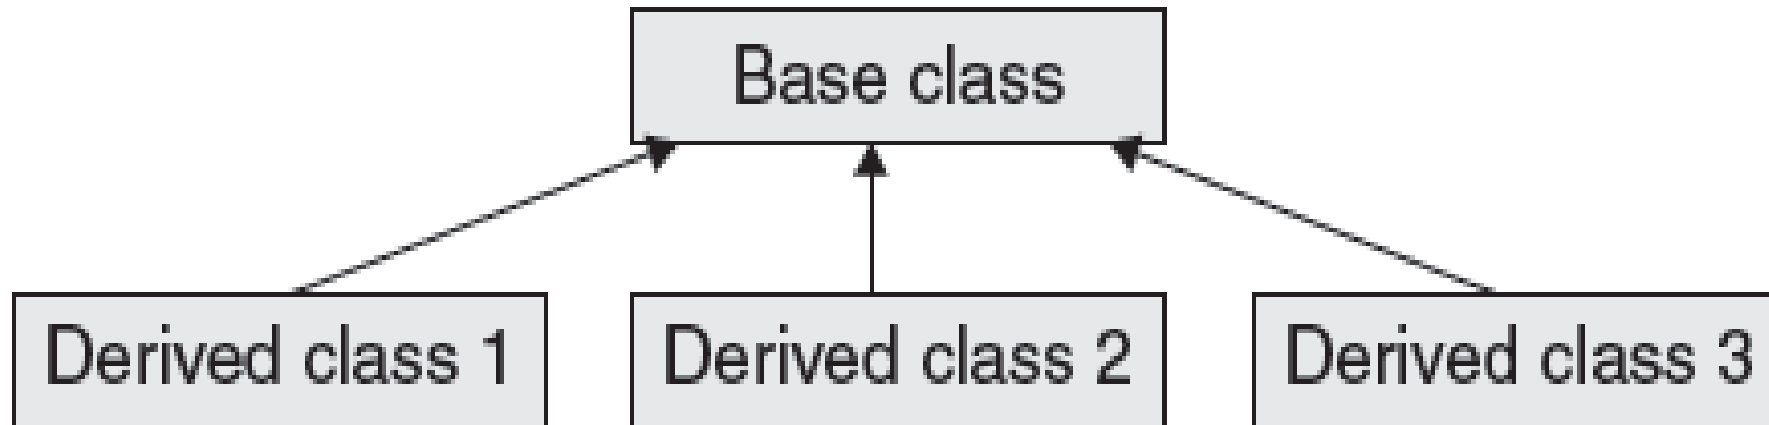 Base class
Derived class 1
Derived class 2
Derived class 3